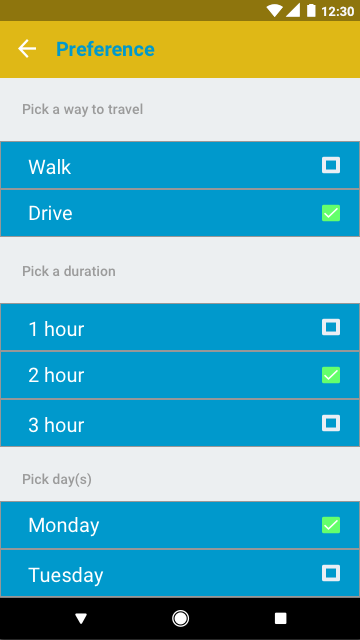 12:30
Preference
Pick a way to travel
Walk
Drive
Pick a duration
1 hour
2 hour
3 hour
Pick day(s)
Monday
Tuesday